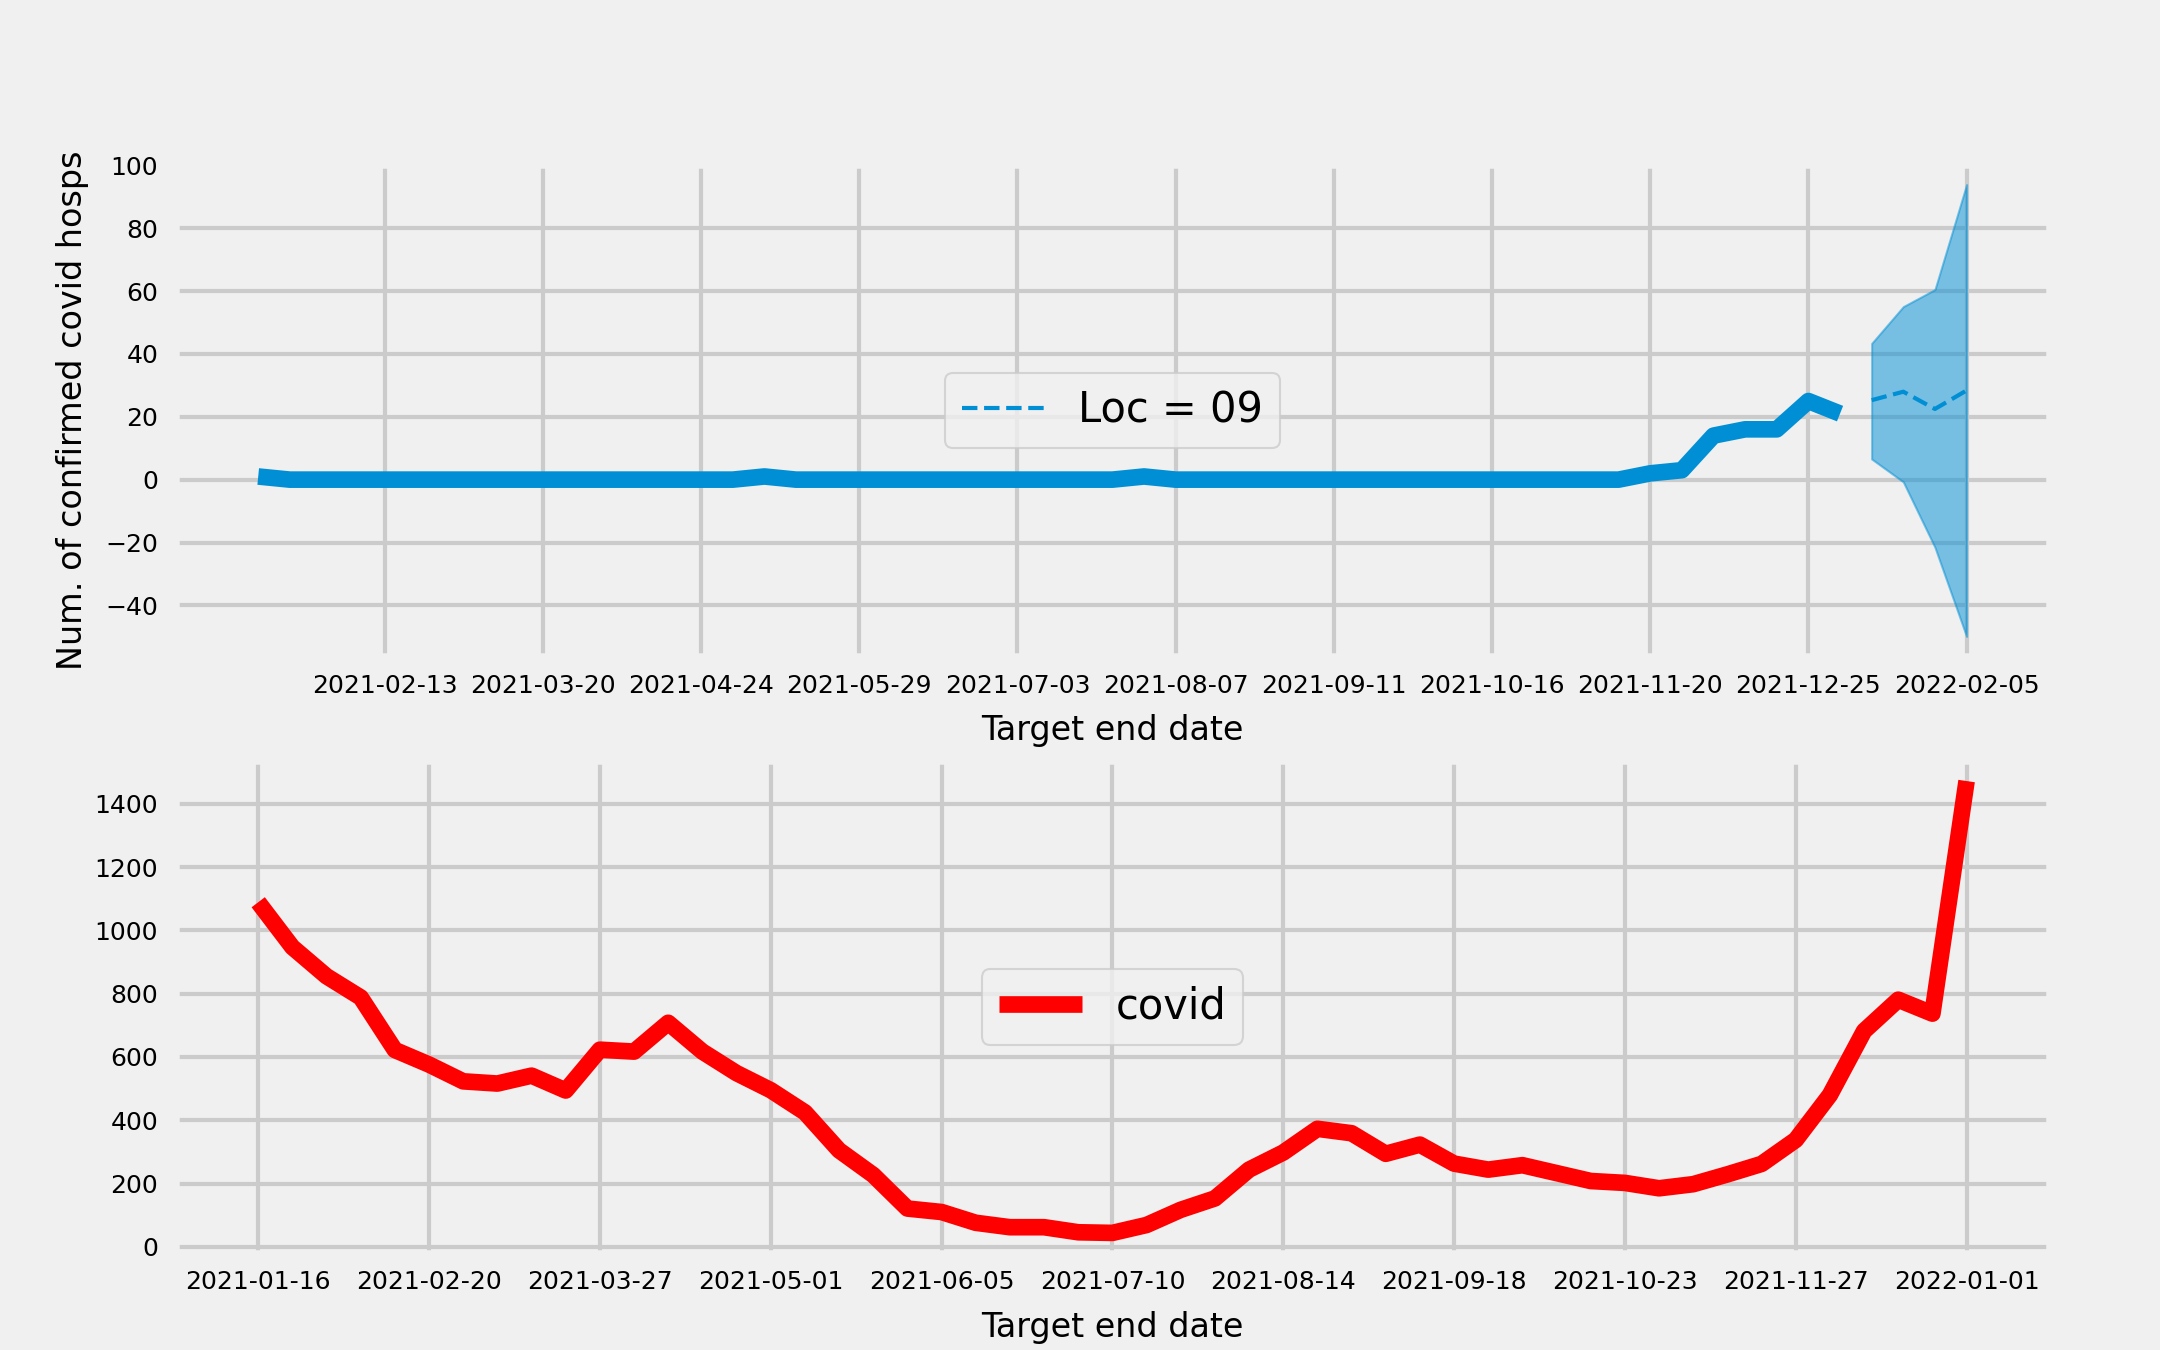 Num. of confirmed covid hosps
100
80
60
40
20
0
−20
−40
Loc = 09
2021-02-13 2021-03-20 2021-04-24 2021-05-29 2021-07-03 2021-08-07 2021-09-11 2021-10-16 2021-11-20 2021-12-25 2022-02-05
Target end date
1400
1200
1000
800
600
400
200
0
covid
2021-01-16 2021-02-20 2021-03-27 2021-05-01 2021-06-05 2021-07-10 2021-08-14 2021-09-18 2021-10-23 2021-11-27 2022-01-01
Target end date